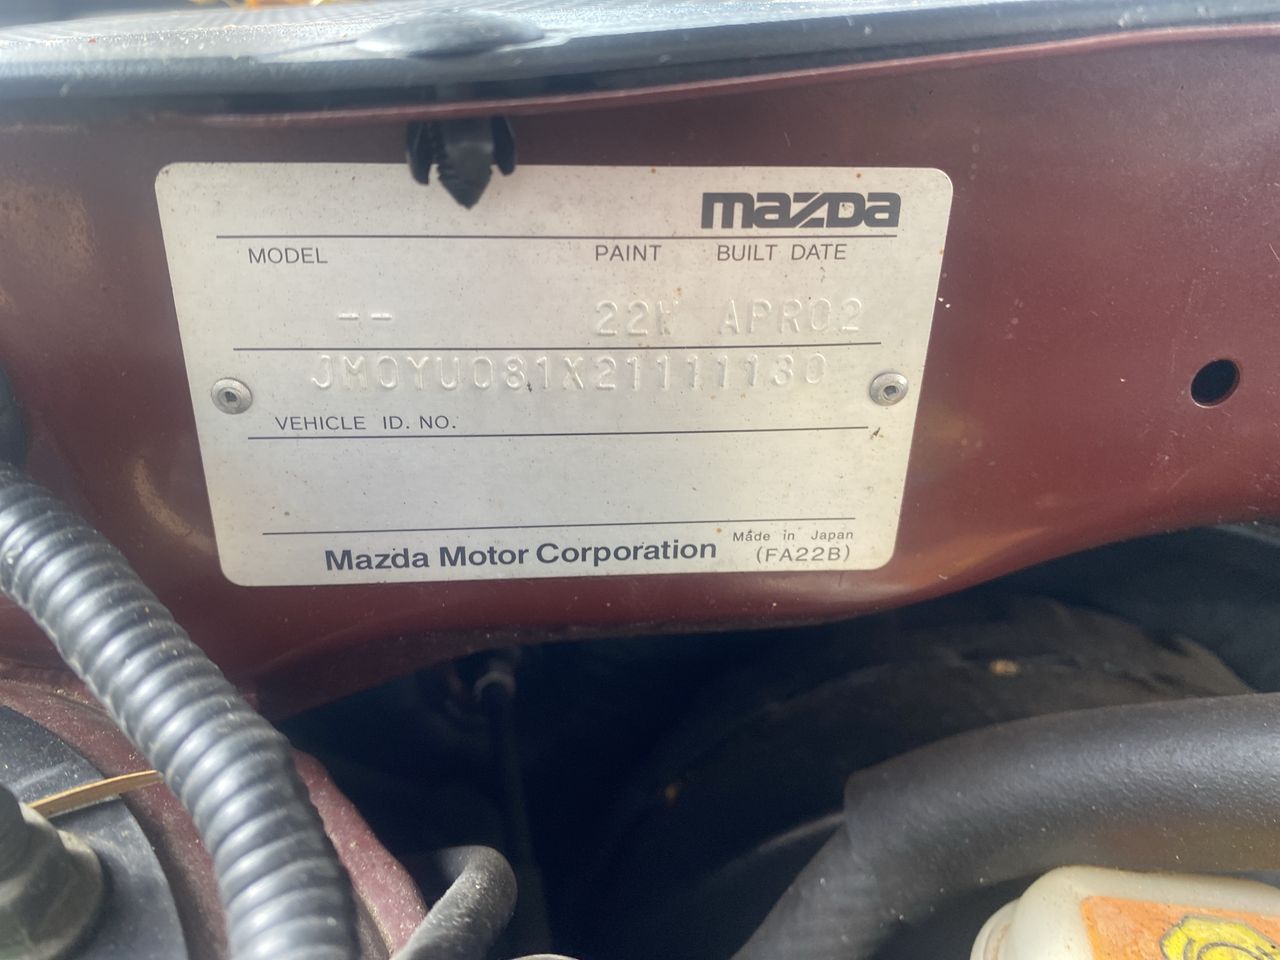 mazda
MODEL PAINT BUILT DATE
-- 22W APR02
JM0YU081X21111130
VEHICLE ID. NO.
Mazda Motor Corporation
Made in Japan
(FA22B)